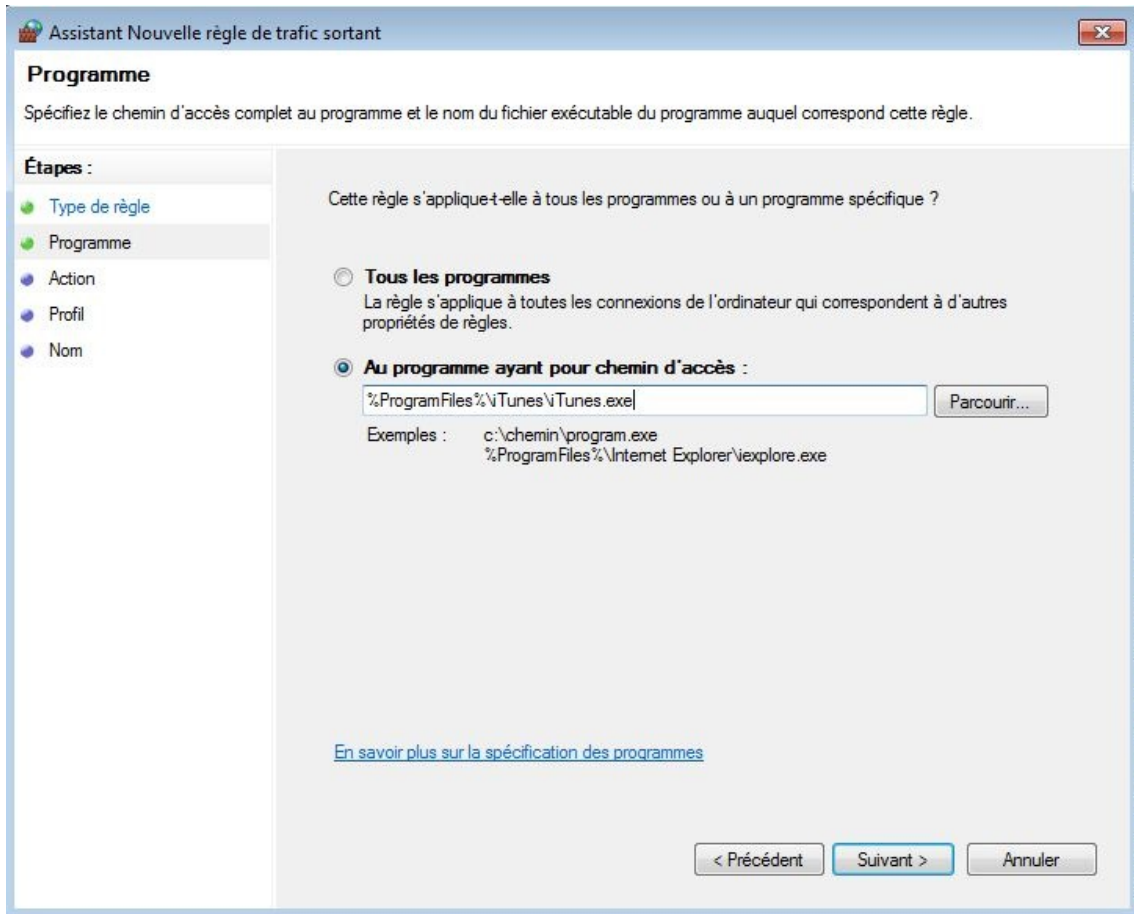 Assistant Nouvelle règle de trafic sortant
Programme
Spécifiez le chemin d'accès complet au programme et le nom du fichier exécutable du programme auquel correspond cette règle.
Étapes :
Type de règle
Programme
Action
Profil
Nom
Cette règle s'applique-t-elle à tous les programmes ou à un programme spécifique ?
Tous les programmes
La règle s'applique à toutes les connexions de l'ordinateur qui correspondent à d'autres
propriétés de règles.
Au programme ayant pour chemin d'accès :
%ProgramFiles%\iTunes\iTunes.exe
Parcourir...
Exemples : c:\chemin\program.exe
%ProgramFiles%\Internet Explorer\iexplore.exe
En savoir plus sur la spécification des programmes
< Précédent Suivant > Annuler